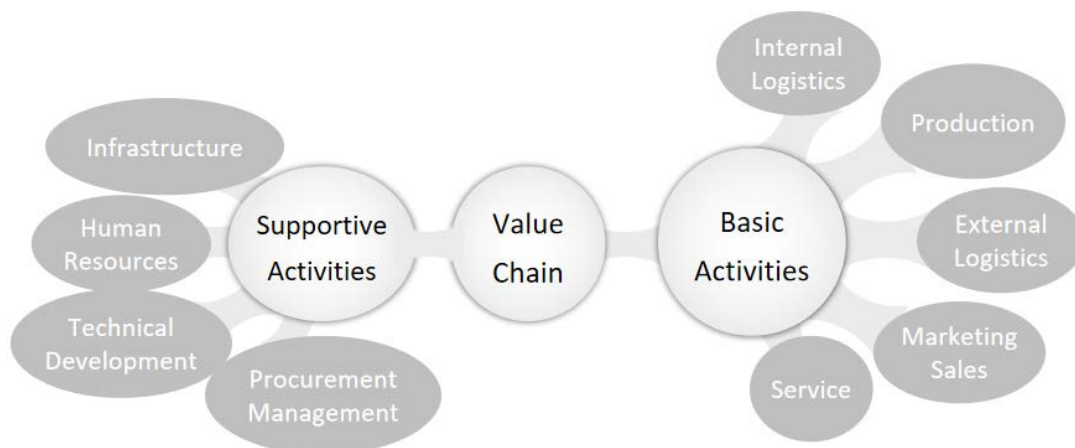 Infrastructure
Human
Resources
Technical
Development
Procurement
Management
Supportive
Activities
Value
Chain
Basic
Activities
Internal
Logistics
Production
External
Logistics
Marketing
Sales
Service